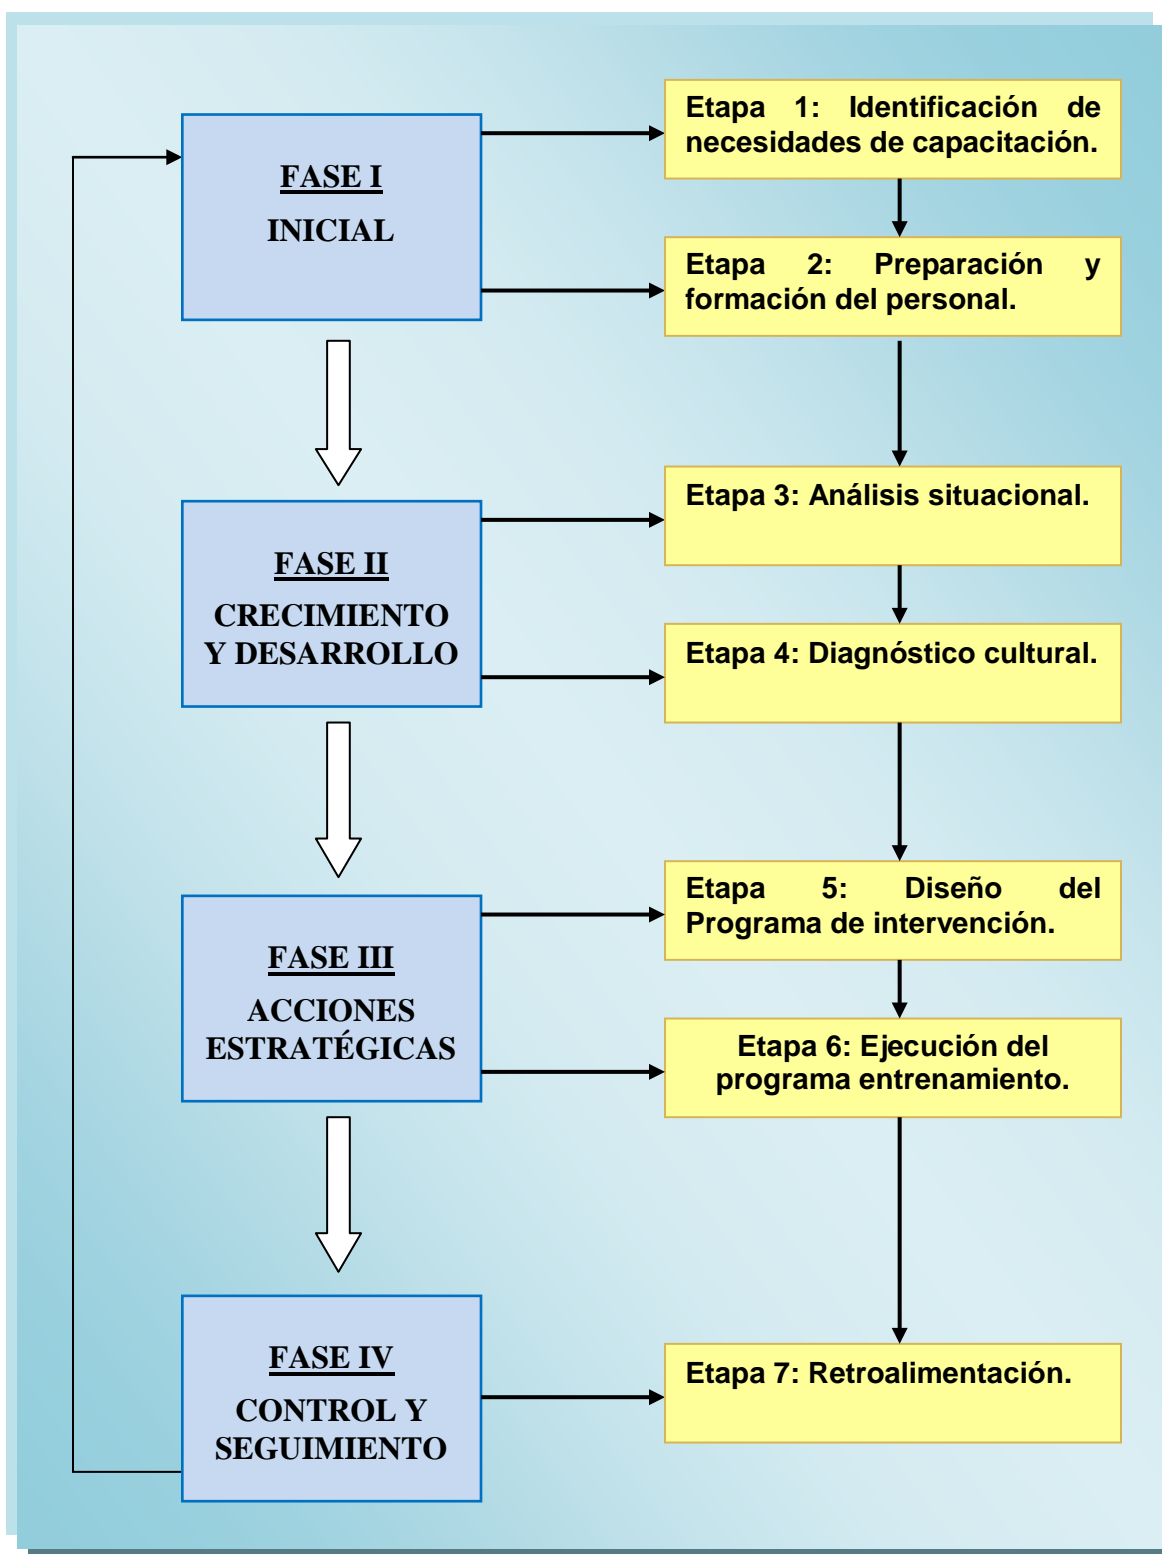 FASE I
INICIAL
Etapa 1: Identificación de
necesidades de capacitación.
Etapa 2: Preparación y
formación del personal.
FASE II
CRECIMIENTO
Y DESARROLLO
Etapa 3: Análisis situacional.
Etapa 4: Diagnóstico cultural.
FASE III
ACCIONES
ESTRATÉGICAS
Etapa 5: Diseño del
Programa de intervención.
Etapa 6: Ejecución del
programa entrenamiento.
FASE IV
CONTROL Y
SEGUIMIENTO
Etapa 7: Retroalimentación.